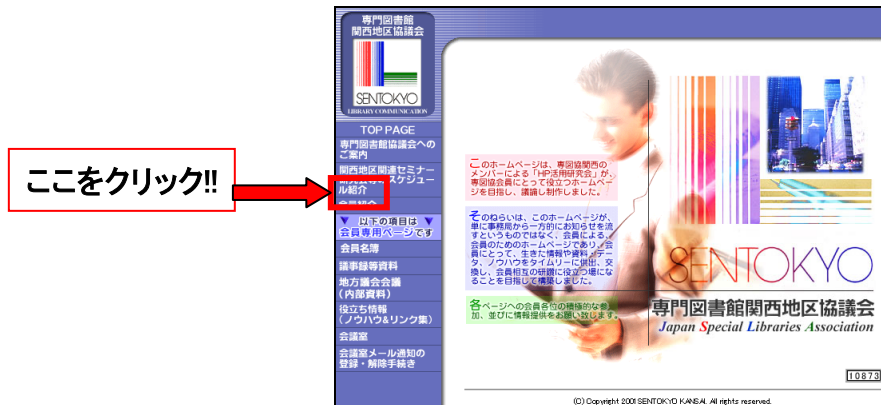 ここをクリック!!
専門図書館
関西地区協議会
SENTOKYO
LIBRARY COMMUNICATION
TOP PAGE
専門図書館協議会への
ご案内
関西地区関連セミナー
スケジュー
ル紹介
▼ 以下の項目は ▼
会員専用ページです
会員名簿
議事録等資料
地方議会会議
(内部資料)
役立ち情報
(ノウハウ&リンク集)
会議室
会議室メール通知の
登録・解除手続き
このホームページは、専図協関西の
メンバーによる「HP活用研究会」が、
専図協会員にとって役立つホームペー
ジを目指し、議論し制作しました。
そのねらいは、このホームページが、
単に事務局から一方的にお知らせを流
すというものではなく、会員による、
会員のためのホームページであり、会
員にとって、生きた情報や資料、デー
タ、ノウハウをタイムリーに供出、交
換し、会員相互の研鑽に役立つ場にな
ることを目指して構築しました。
各ページへの会員各位の積極的な参
加、並びに情報提供をお願い致します。
SENTOKYO
専門図書館関西地区協議会
Japan Special Libraries Association
10873
(C) Copyright 2001 SENTOKYO KANSAI. All rights reserved.